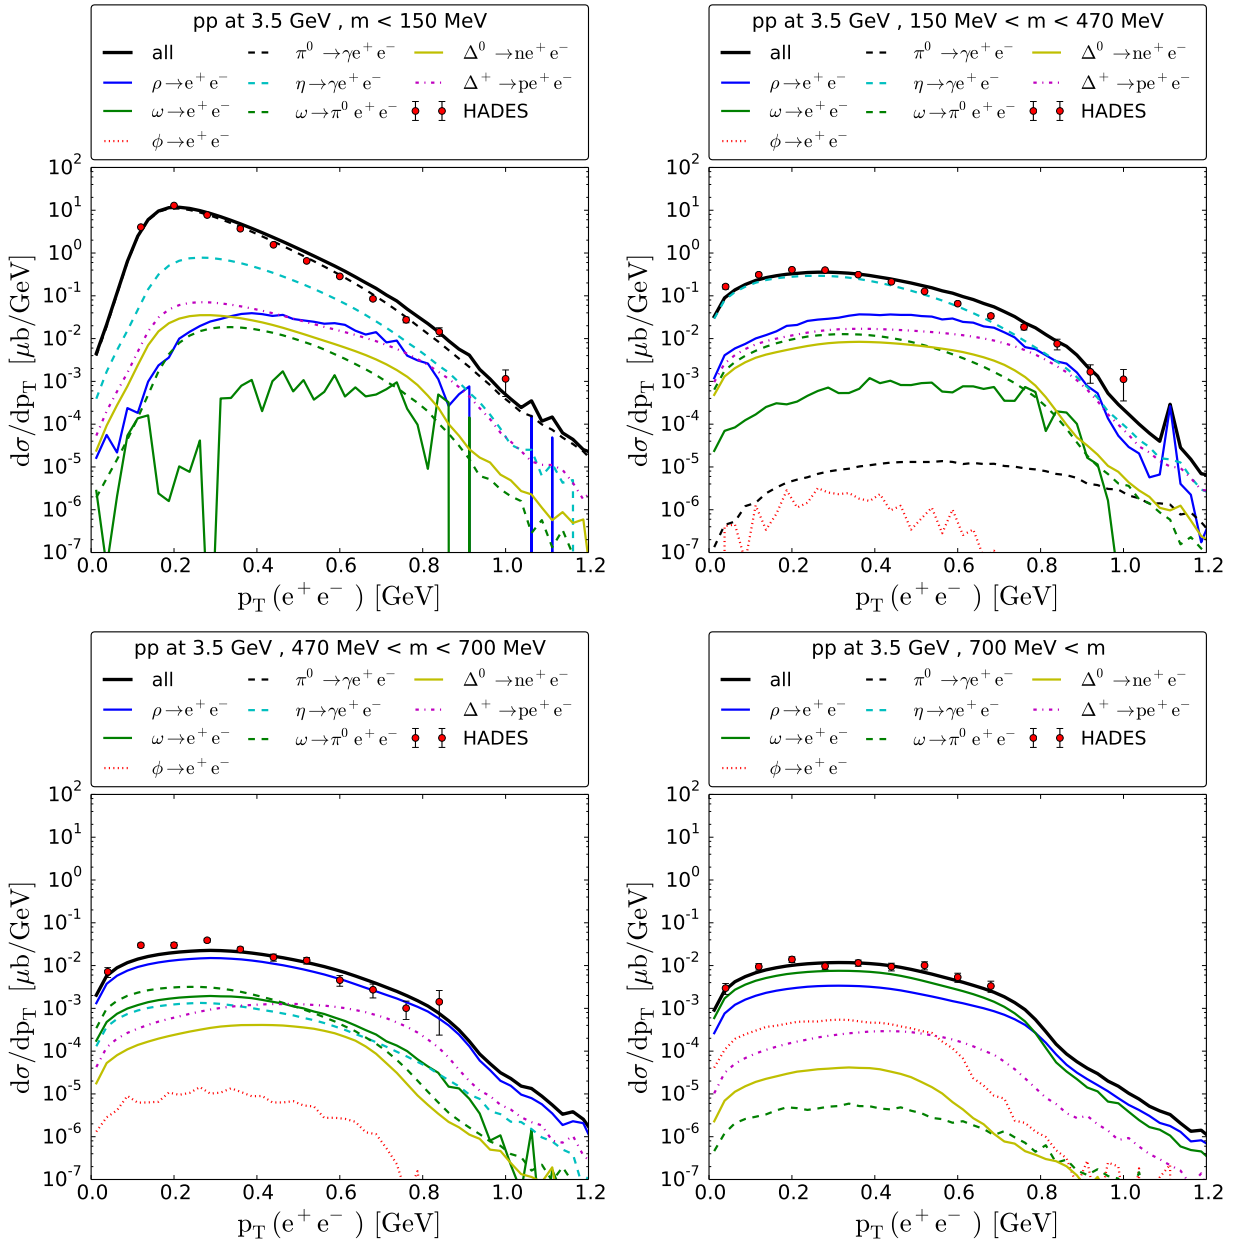 pp at 3.5 GeV , m < 150 MeV
all π⁰ →γe⁺e⁻ Δ⁰ →ne⁺e⁻
ρ→e⁺e⁻ η→γe⁺e⁻ Δ⁺ →pe⁺e⁻
ω→e⁺e⁻ ω→π⁰ e⁺e⁻ HADES
ϕ→e⁺e⁻
10²
10¹
10⁰
10⁻¹
10⁻²
10⁻³
10⁻⁴
10⁻⁵
10⁻⁶
10⁻⁷
dσ/dp_T [μb/GeV]
0.0 0.2 0.4 0.6 0.8 1.0 1.2
p_T (e⁺e⁻ ) [GeV]
pp at 3.5 GeV , 150 MeV < m < 470 MeV
all π⁰ →γe⁺e⁻ Δ⁰ →ne⁺e⁻
ρ→e⁺e⁻ η→γe⁺e⁻ Δ⁺ →pe⁺e⁻
ω→e⁺e⁻ ω→π⁰ e⁺e⁻ HADES
ϕ→e⁺e⁻
10²
10¹
10⁰
10⁻¹
10⁻²
10⁻³
10⁻⁴
10⁻⁵
10⁻⁶
10⁻⁷
dσ/dp_T [μb/GeV]
0.0 0.2 0.4 0.6 0.8 1.0 1.2
p_T (e⁺e⁻ ) [GeV]
pp at 3.5 GeV , 470 MeV < m < 700 MeV
all π⁰ →γe⁺e⁻ Δ⁰ →ne⁺e⁻
ρ→e⁺e⁻ η→γe⁺e⁻ Δ⁺ →pe⁺e⁻
ω→e⁺e⁻ ω→π⁰ e⁺e⁻ HADES
ϕ→e⁺e⁻
10²
10¹
10⁰
10⁻¹
10⁻²
10⁻³
10⁻⁴
10⁻⁵
10⁻⁶
10⁻⁷
dσ/dp_T [μb/GeV]
0.0 0.2 0.4 0.6 0.8 1.0 1.2
p_T (e⁺e⁻ ) [GeV]
pp at 3.5 GeV , 700 MeV < m
all π⁰ →γe⁺e⁻ Δ⁰ →ne⁺e⁻
ρ→e⁺e⁻ η→γe⁺e⁻ Δ⁺ →pe⁺e⁻
ω→e⁺e⁻ ω→π⁰ e⁺e⁻ HADES
ϕ→e⁺e⁻
10²
10¹
10⁰
10⁻¹
10⁻²
10⁻³
10⁻⁴
10⁻⁵
10⁻⁶
10⁻⁷
dσ/dp_T [μb/GeV]
0.0 0.2 0.4 0.6 0.8 1.0 1.2
p_T (e⁺e⁻ ) [GeV]